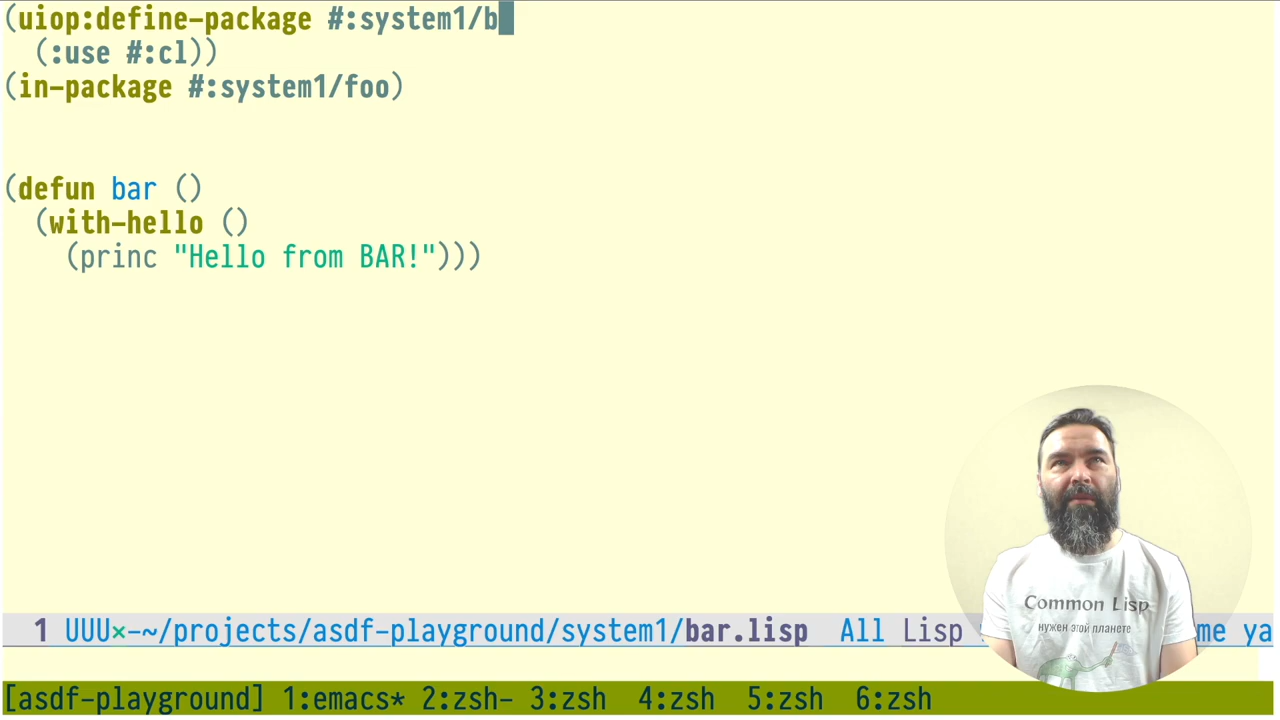 (uiop:define-package #:system1/b
(:use #:cl))
(in-package #:system1/foo)
(defun bar ()
(with-hello ()
(princ "Hello from BAR!")))
1 UUU×-~/projects/asdf-playground/system1/bar.lisp All Lisp me ya
Common Lisp
нужен этой планете
[asdf-playground] 1:emacs* 2:zsh- 3:zsh 4:zsh 5:zsh 6:zsh